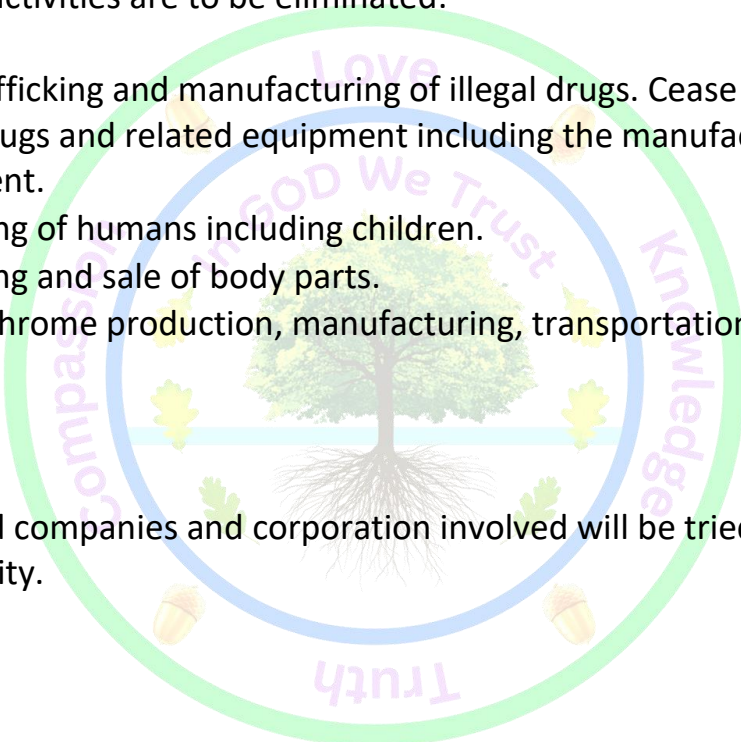 ctivities are to be eliminated.
fficking and manufacturing of illegal drugs. Cease
ugs and related equipment including the manufac
ent.
ng of humans including children.
ng and sale of body parts.
hrome production, manufacturing, transportation
l companies and corporation involved will be tried
ity.
Love
In GOD We Trust
Compassion
Knowledge
Truth